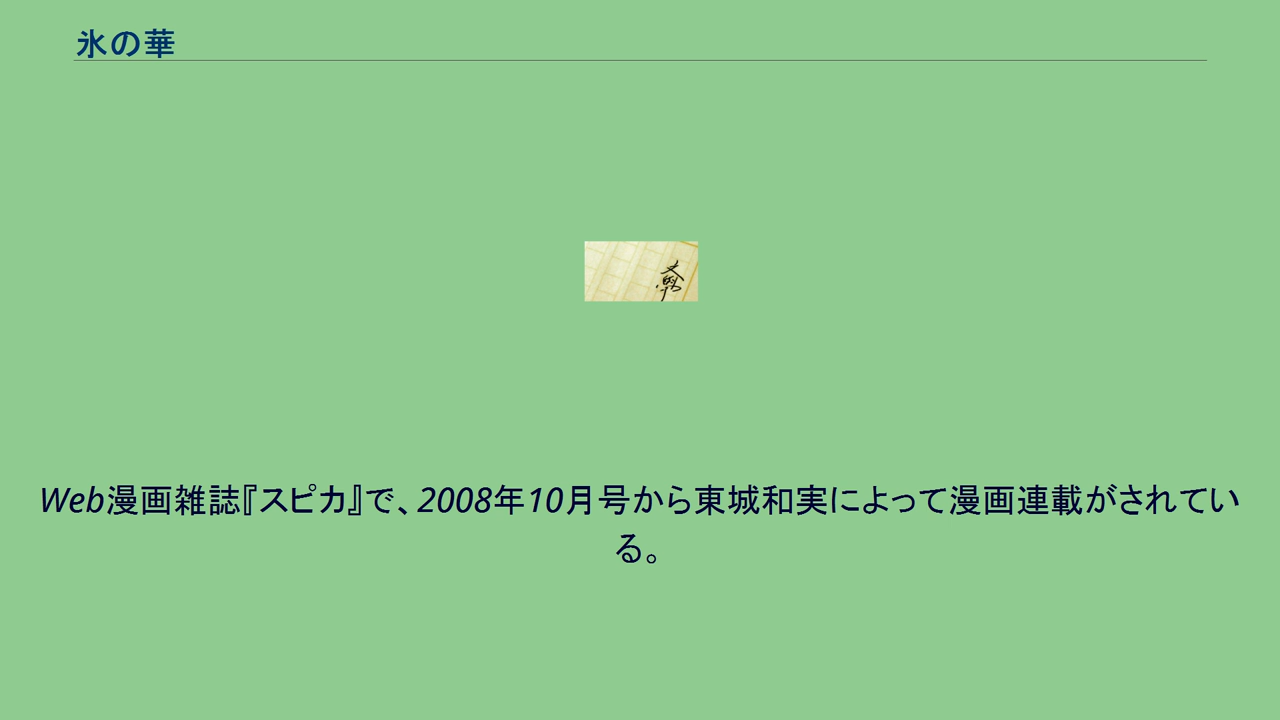 氷の華
Web漫画雑誌『スピカ』で、2008年10月号から東城和実によって漫画連載がされてい
る。